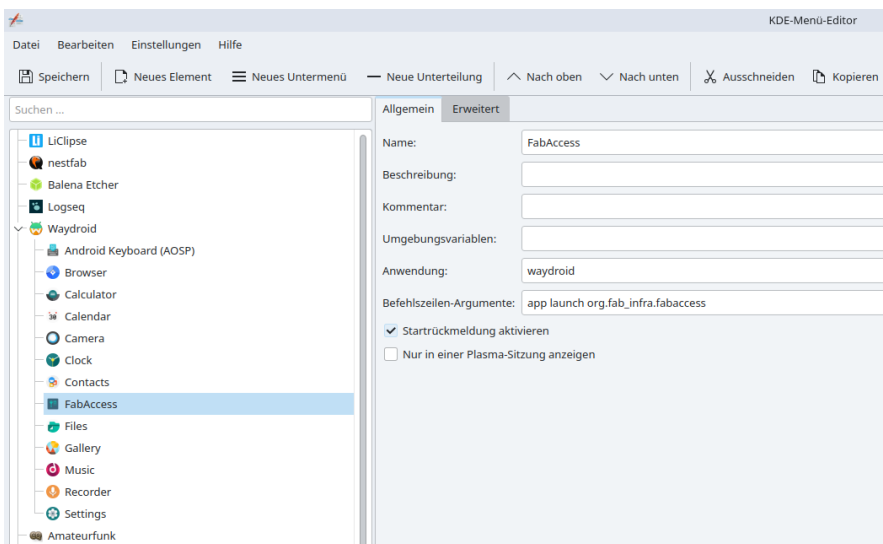 KDE-Menü-Editor
Datei Bearbeiten Einstellungen Hilfe
Speichern Neues Element Neues Untermenü Neue Unterteilung Nach oben Nach unten Ausschneiden Kopieren
Suchen ...
LiClipse
nestfab
Balena Etcher
Logseq
Waydroid
Android Keyboard (AOSP)
Browser
Calculator
Calendar
Camera
Clock
Contacts
FabAccess
Files
Gallery
Music
Recorder
Settings
Amateurfunk
Allgemein Erweitert
Name: FabAccess
Beschreibung:
Kommentar:
Umgebungsvariablen:
Anwendung: waydroid
Befehlszeilen-Argumente: app launch org.fab_infra.fabaccess
Startrückmeldung aktivieren
Nur in einer Plasma-Sitzung anzeigen